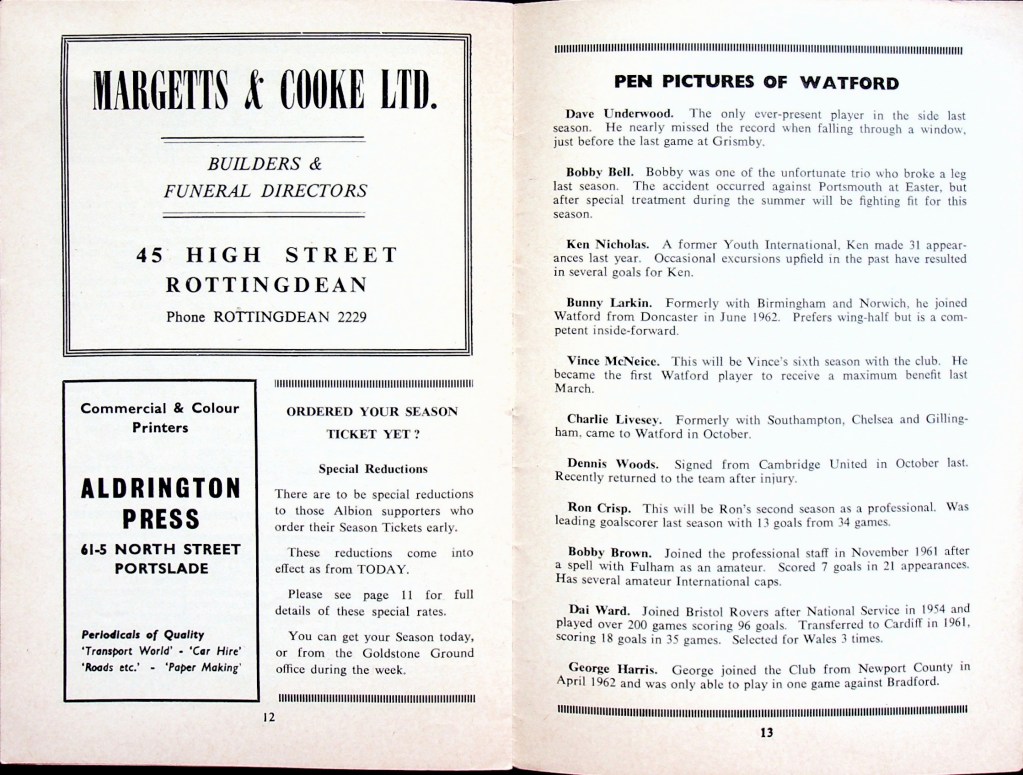 MARGETTS & COOKE LTD.
BUILDERS &
FUNERAL DIRECTORS
45 HIGH STREET
ROTTINGDEAN
Phone ROTTINGDEAN 2229
Commercial & Colour
Printers
ALDRINGTON
PRESS
61-5 NORTH STREET
PORTSLADE
Periodicals of Quality
'Transport World' - 'Car Hire'
'Roads etc.' - 'Paper Making'
ORDERED YOUR SEASON
TICKET YET ?
Special Reductions
There are to be special reductions
to those Albion supporters who
order their Season Tickets early.
These reductions come into
effect as from TODAY.
Please see page 11 for full
details of these special rates.
You can get your Season today,
or from the Goldstone Ground
office during the week.
12
PEN PICTURES OF WATFORD
Dave Underwood. The only ever-present player in the side last
season. He nearly missed the record when falling through a window,
just before the last game at Grismby.
Bobby Bell. Bobby was one of the unfortunate trio who broke a leg
last season. The accident occurred against Portsmouth at Easter, but
after special treatment during the summer will be fighting fit for this
season.
Ken Nicholas. A former Youth International, Ken made 31 appear-
ances last year. Occasional excursions upfield in the past have resulted
in several goals for Ken.
Bunny Larkin. Formerly with Birmingham and Norwich, he joined
Watford from Doncaster in June 1962. Prefers wing-half but is a com-
petent inside-forward.
Vince McNeice. This will be Vince's sixth season with the club. He
became the first Watford player to receive a maximum benefit last
March.
Charlie Livesey. Formerly with Southampton, Chelsea and Gilling-
ham, came to Watford in October.
Dennis Woods. Signed from Cambridge United in October last.
Recently returned to the team after injury.
Ron Crisp. This will be Ron's second season as a professional. Was
leading goalscorer last season with 13 goals from 34 games.
Bobby Brown. Joined the professional staff in November 1961 after
a spell with Fulham as an amateur. Scored 7 goals in 21 appearances.
Has several amateur International caps.
Dai Ward. Joined Bristol Rovers after National Service in 1954 and
played over 200 games scoring 96 goals. Transferred to Cardiff in 1961,
scoring 18 goals in 35 games. Selected for Wales 3 times.
George Harris. George joined the Club from Newport County in
April 1962 and was only able to play in one game against Bradford.
13